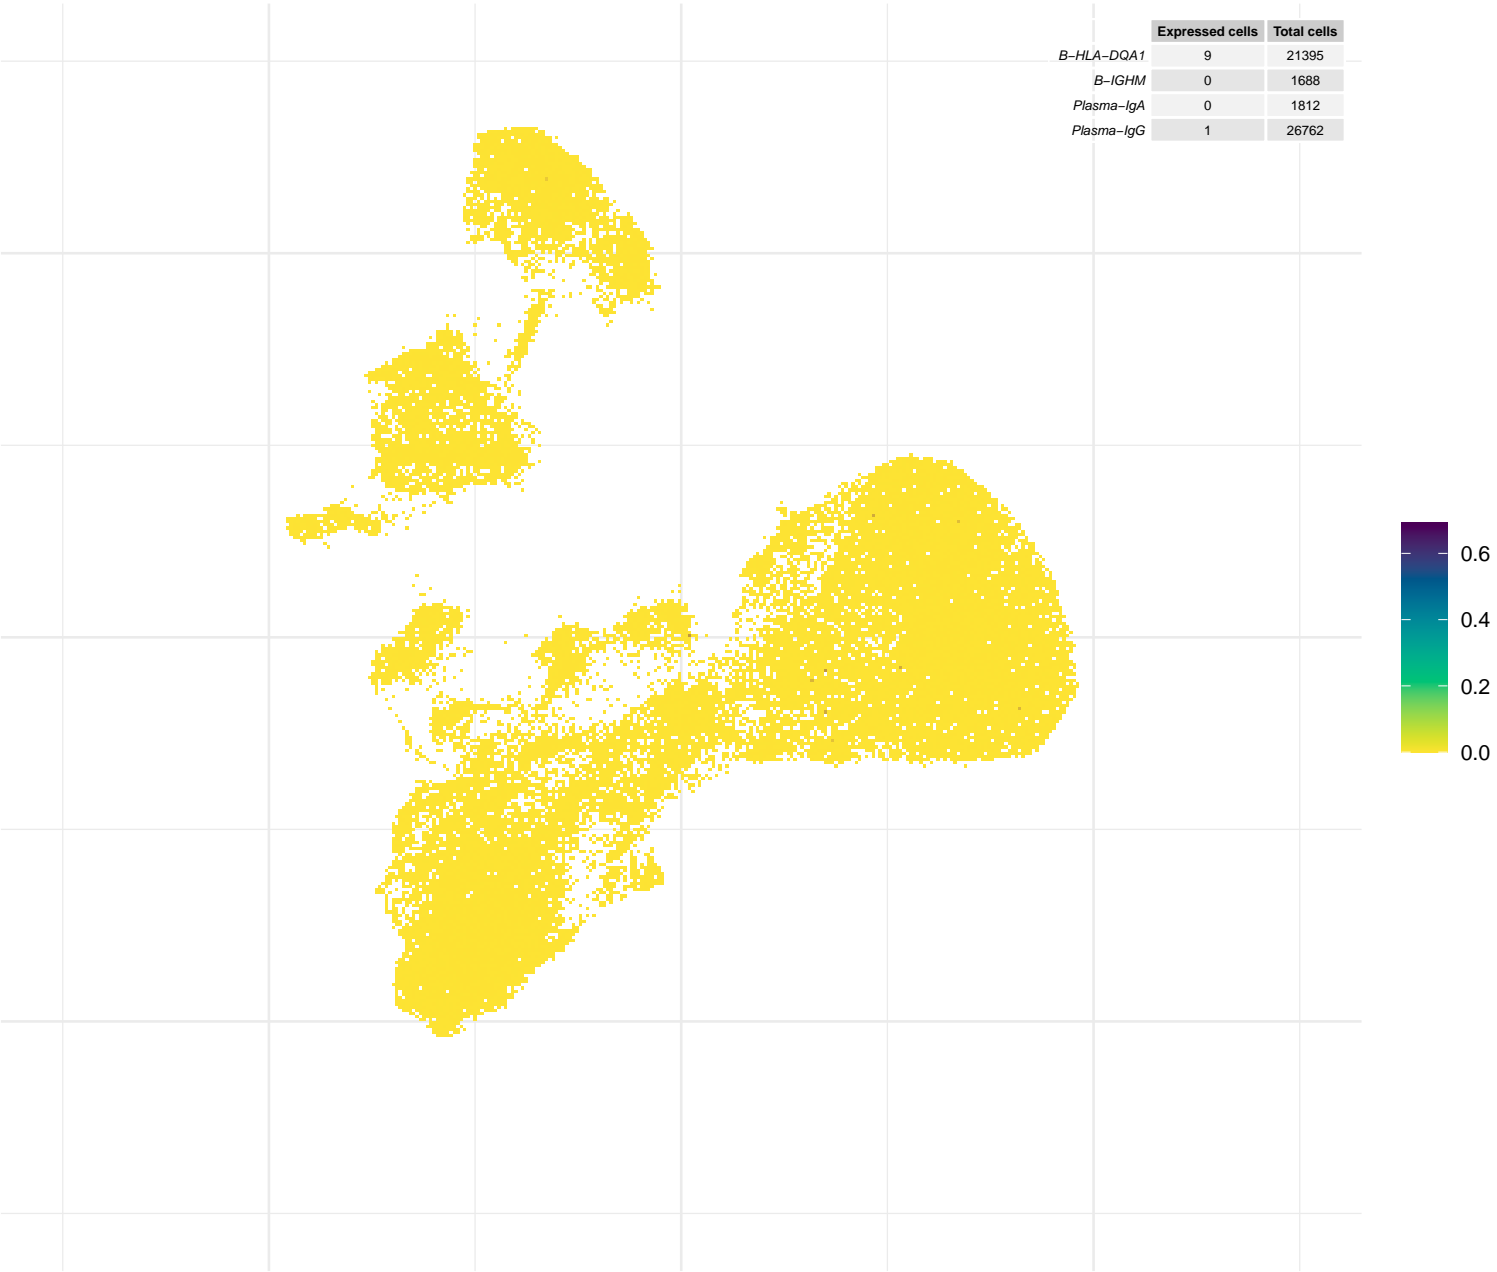 Expressed cells Total cells
B−HLA−DQA1 9 21395
B−IGHM 0 1688
Plasma−IgA 0 1812
Plasma−IgG 1 26762
0.6
0.4
0.2
0.0